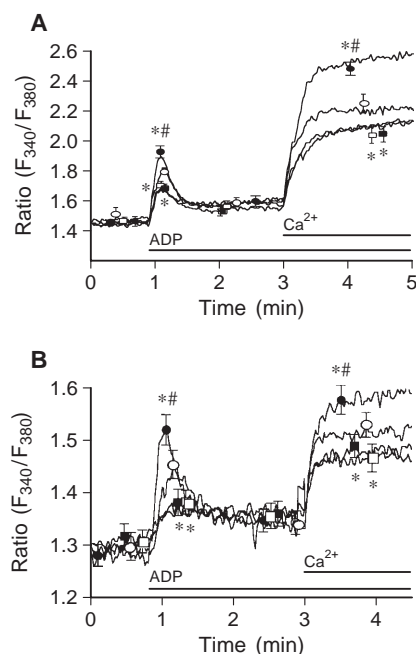 A
Ratio (F340/F380)
2.6
2.4
2.2
2.0
1.8
1.6
1.4
*#
*
*
*#
*
*
Ca2+
ADP
0 1 2 3 4 5
Time (min)
B
Ratio (F340/F380)
1.6
1.5
1.4
1.3
1.2
*#
**
*#
*
*
Ca2+
ADP
0 1 2 3 4
Time (min)